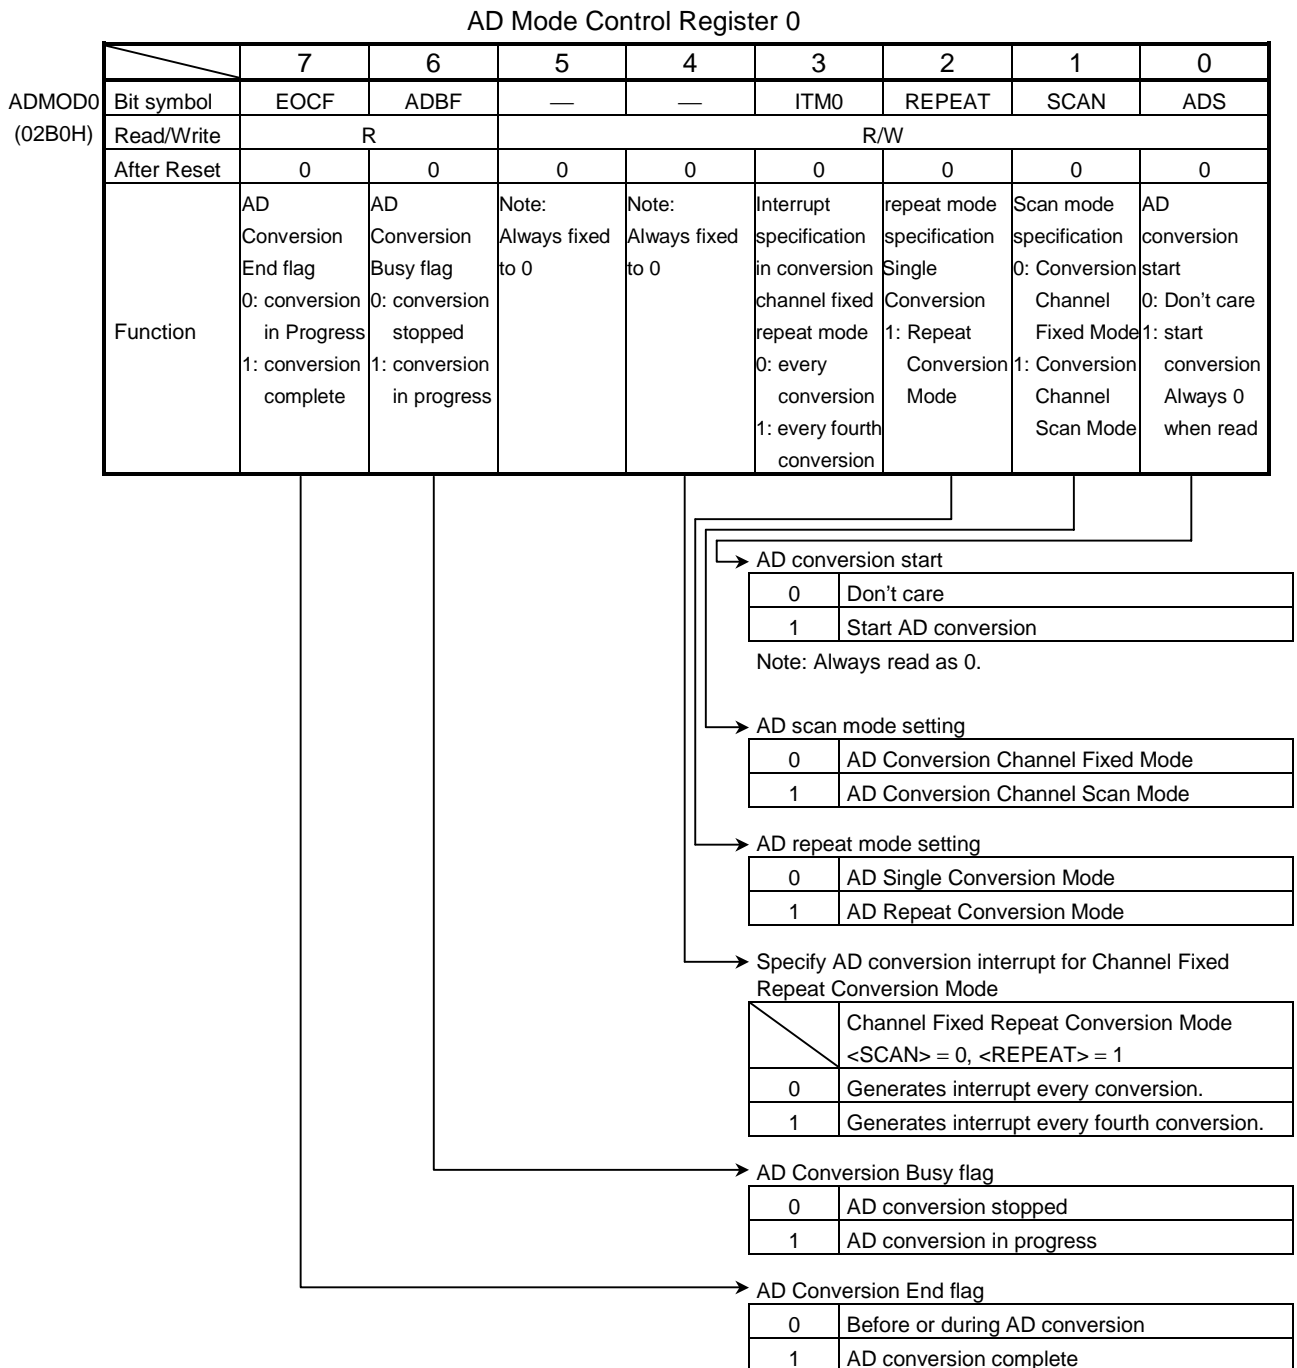 AD Mode Control Register 0
7 6 5 4 3 2 1 0
ADMOD0 Bit symbol EOCF ADBF — — ITM0 REPEAT SCAN ADS
(02B0H) Read/Write R R/W
After Reset 0 0 0 0 0 0 0 0
Function
AD
Conversion
End flag
0: conversion
in Progress
1: conversion
complete
AD
Conversion
Busy flag
0: conversion
stopped
1: conversion
in progress
Note:
Always fixed
to 0
Note:
Always fixed
to 0
Interrupt
specification
in conversion
channel fixed
repeat mode
0: every
conversion
1: every fourth
conversion
repeat mode
specification
Single
Conversion
1: Repeat
Conversion
Mode
Scan mode
specification
0: Conversion
Channel
Fixed Mode
1: Conversion
Channel
Scan Mode
AD
conversion
start
0: Don't care
1: start
conversion
Always 0
when read
AD conversion start
0 Don't care
1 Start AD conversion
Note: Always read as 0.
AD scan mode setting
0 AD Conversion Channel Fixed Mode
1 AD Conversion Channel Scan Mode
AD repeat mode setting
0 AD Single Conversion Mode
1 AD Repeat Conversion Mode
Specify AD conversion interrupt for Channel Fixed
Repeat Conversion Mode
Channel Fixed Repeat Conversion Mode
<SCAN> = 0, <REPEAT> = 1
0 Generates interrupt every conversion.
1 Generates interrupt every fourth conversion.
AD Conversion Busy flag
0 AD conversion stopped
1 AD conversion in progress
AD Conversion End flag
0 Before or during AD conversion
1 AD conversion complete